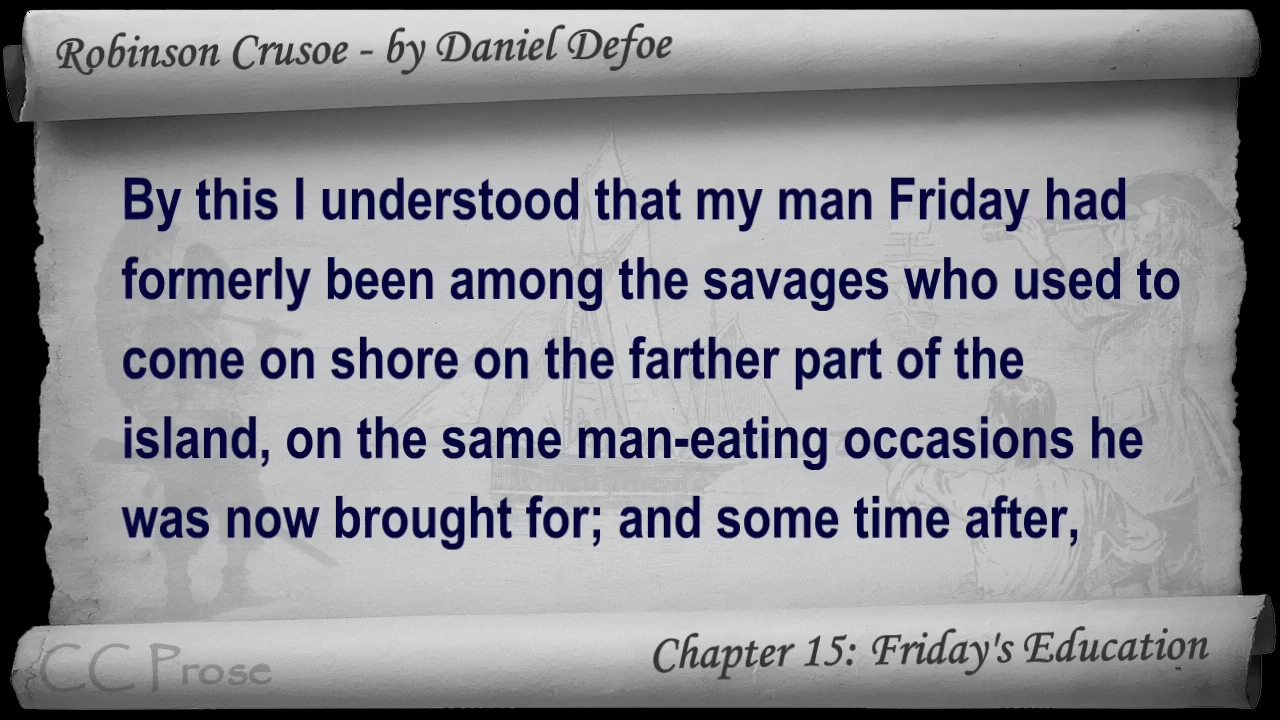 Robinson Crusoe - by Daniel Defoe
By this I understood that my man Friday had
formerly been among the savages who used to
come on shore on the farther part of the
island, on the same man-eating occasions he
was now brought for; and some time after,
CC Prose
Chapter 15: Friday's Education